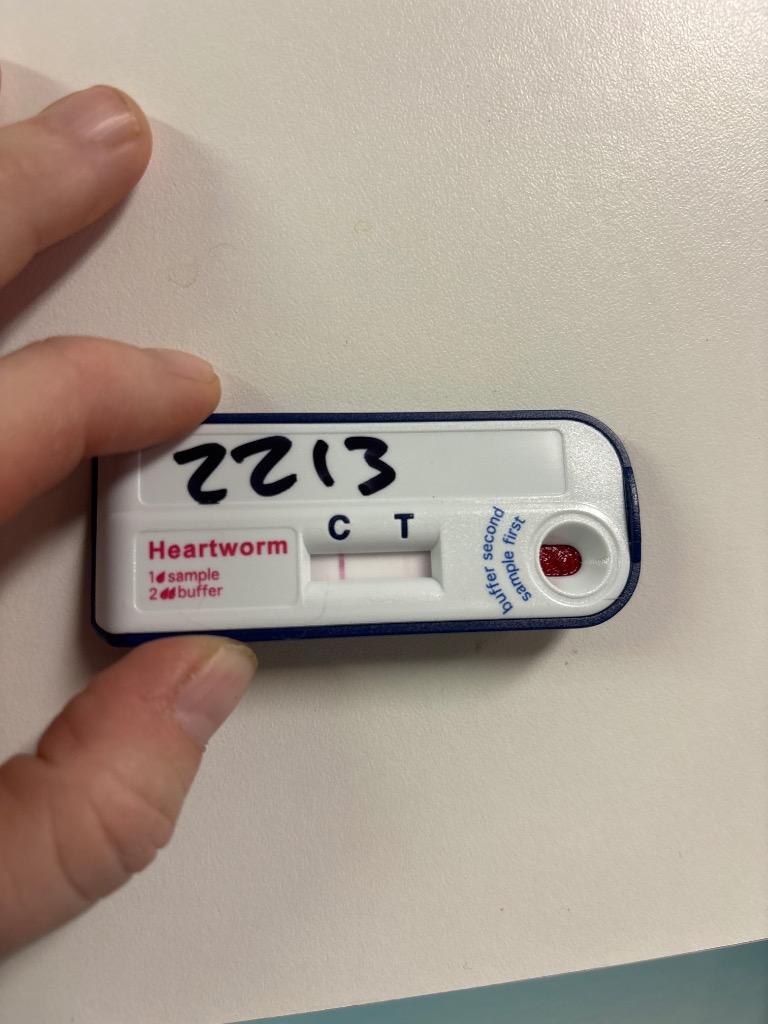 2213
C T
Heartworm
1 sample
2 buffer
buffer second
sample first